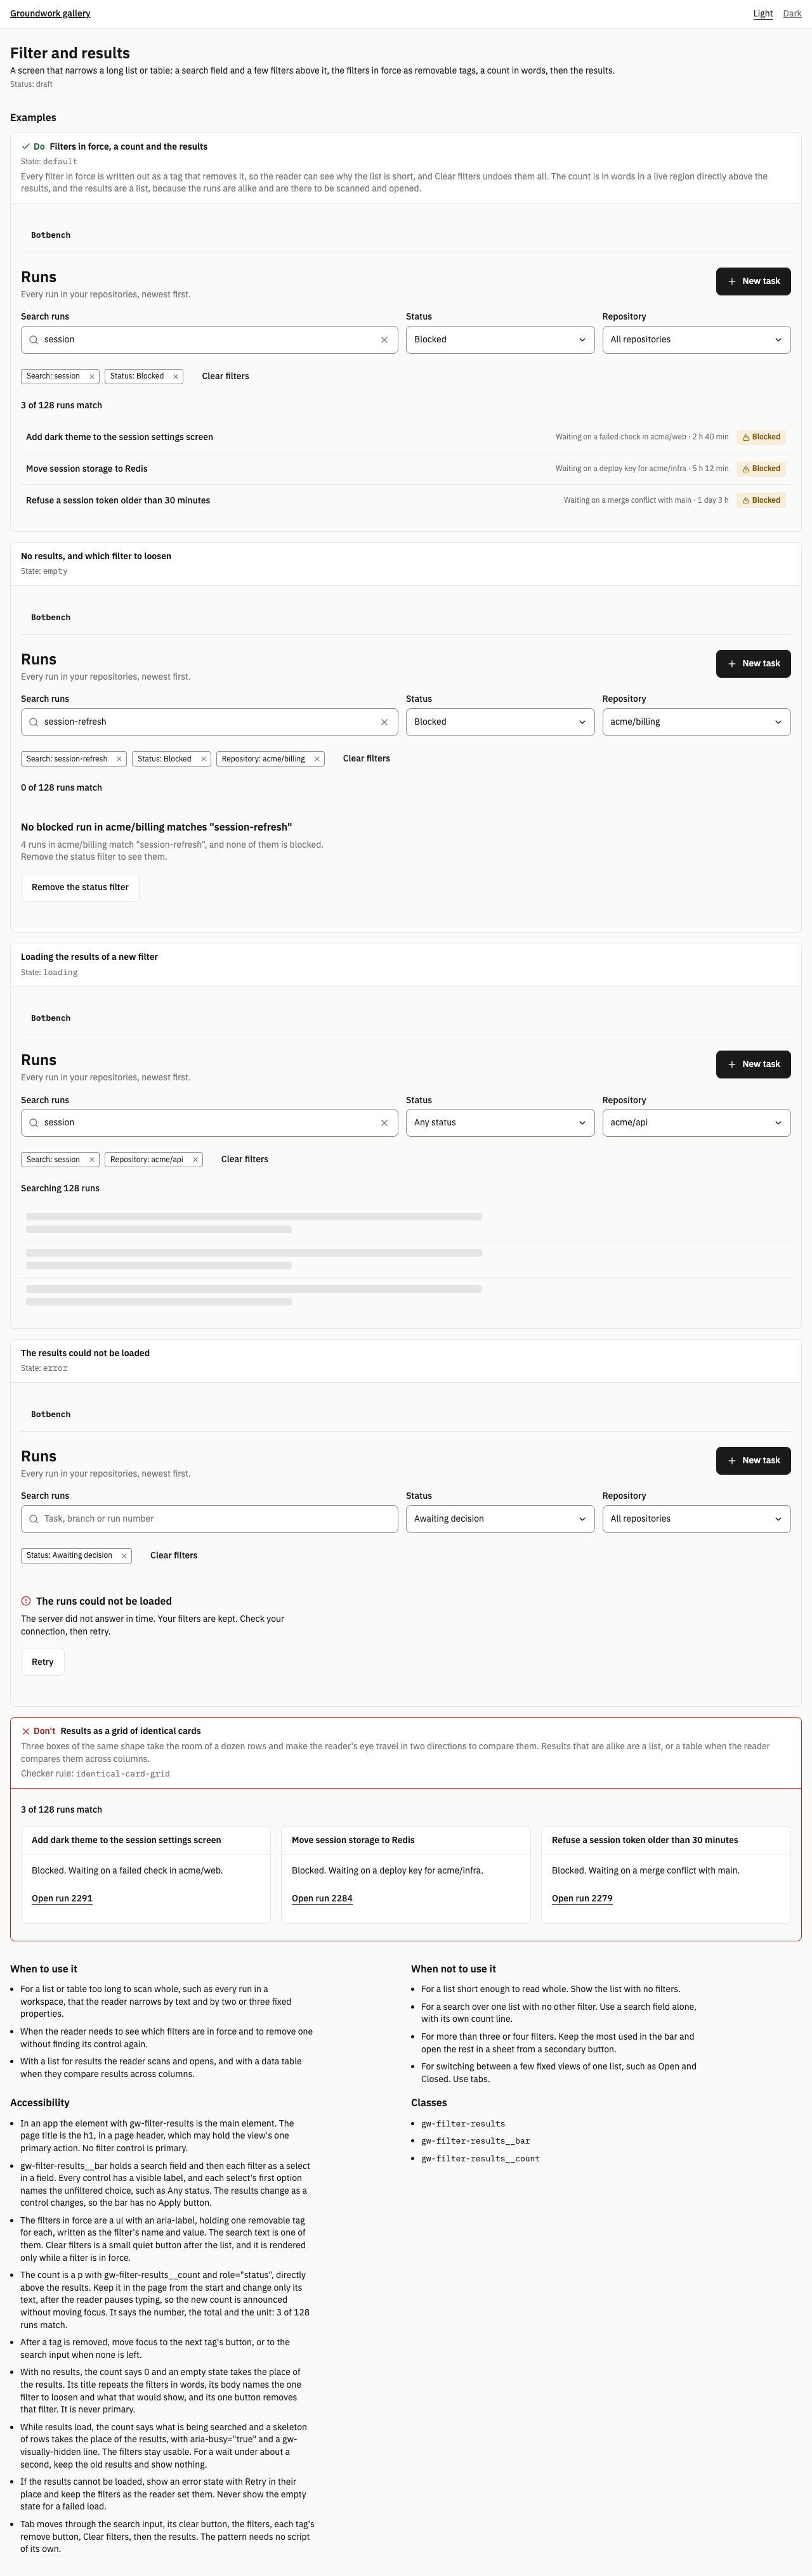 Groundwork gallery
Light Dark
Filter and results
A screen that narrows a long list or table: a search field and a few filters above it, the filters in force as removable tags, a count in words, then the results.
Status: draft
Examples
Do Filters in force, a count and the results
State: default
Every filter in force is written out as a tag that removes it, so the reader can see why the list is short, and Clear filters undoes them all. The count is in words in a live region directly above the
results, and the results are a list, because the runs are alike and are there to be scanned and opened.
Botbench
Runs
Every run in your repositories, newest first.
New task
Search runs
Status
Repository
session
Blocked
All repositories
Search: session
Status: Blocked
Clear filters
3 of 128 runs match
Add dark theme to the session settings screen
Waiting on a failed check in acme/web · 2 h 40 min
Blocked
Move session storage to Redis
Waiting on a deploy key for acme/infra · 5 h 12 min
Blocked
Refuse a session token older than 30 minutes
Waiting on a merge conflict with main · 1 day 3 h
Blocked
No results, and which filter to loosen
State: empty
Botbench
Runs
Every run in your repositories, newest first.
New task
Search runs
Status
Repository
session-refresh
Blocked
acme/billing
Search: session-refresh
Status: Blocked
Repository: acme/billing
Clear filters
0 of 128 runs match
No blocked run in acme/billing matches "session-refresh"
4 runs in acme/billing match "session-refresh", and none of them is blocked.
Remove the status filter to see them.
Remove the status filter
Loading the results of a new filter
State: loading
Botbench
Runs
Every run in your repositories, newest first.
New task
Search runs
Status
Repository
session
Any status
acme/api
Search: session
Repository: acme/api
Clear filters
Searching 128 runs
The results could not be loaded
State: error
Botbench
Runs
Every run in your repositories, newest first.
New task
Search runs
Status
Repository
Task, branch or run number
Awaiting decision
All repositories
Status: Awaiting decision
Clear filters
The runs could not be loaded
The server did not answer in time. Your filters are kept. Check your
connection, then retry.
Retry
Don't Results as a grid of identical cards
Three boxes of the same shape take the room of a dozen rows and make the reader's eye travel in two directions to compare them. Results that are alike are a list, or a table when the reader
compares them across columns.
Checker rule: identical-card-grid
3 of 128 runs match
Add dark theme to the session settings screen
Blocked. Waiting on a failed check in acme/web.
Open run 2291
Move session storage to Redis
Blocked. Waiting on a deploy key for acme/infra.
Open run 2284
Refuse a session token older than 30 minutes
Blocked. Waiting on a merge conflict with main.
Open run 2279
When to use it
For a list or table too long to scan whole, such as every run in a
workspace, that the reader narrows by text and by two or three fixed
properties.
When the reader needs to see which filters are in force and to remove one
without finding its control again.
With a list for results the reader scans and opens, and with a data table
when they compare results across columns.
When not to use it
For a list short enough to read whole. Show the list with no filters.
For a search over one list with no other filter. Use a search field alone,
with its own count line.
For more than three or four filters. Keep the most used in the bar and
open the rest in a sheet from a secondary button.
For switching between a few fixed views of one list, such as Open and
Closed. Use tabs.
Accessibility
In an app the element with gw-filter-results is the main element. The
page title is the h1, in a page header, which may hold the view's one
primary action. No filter control is primary.
gw-filter-results__bar holds a search field and then each filter as a select
in a field. Every control has a visible label, and each select's first option
names the unfiltered choice, such as Any status. The results change as a
control changes, so the bar has no Apply button.
The filters in force are a ul with an aria-label, holding one removable tag
for each, written as the filter's name and value. The search text is one of
them. Clear filters is a small quiet button after the list, and it is rendered
only while a filter is in force.
The count is a p with gw-filter-results__count and role="status", directly
above the results. Keep it in the page from the start and change only its
text, after the reader pauses typing, so the new count is announced
without moving focus. It says the number, the total and the unit: 3 of 128
runs match.
After a tag is removed, move focus to the next tag's button, or to the
search input when none is left.
With no results, the count says 0 and an empty state takes the place of
the results. Its title repeats the filters in words, its body names the one
filter to loosen and what that would show, and its one button removes
that filter. It is never primary.
While results load, the count says what is being searched and a skeleton
of rows takes the place of the results, with aria-busy="true" and a gw-
visually-hidden line. The filters stay usable. For a wait under about a
second, keep the old results and show nothing.
If the results cannot be loaded, show an error state with Retry in their
place and keep the filters as the reader set them. Never show the empty
state for a failed load.
Tab moves through the search input, its clear button, the filters, each tag's
remove button, Clear filters, then the results. The pattern needs no script
of its own.
Classes
gw-filter-results
gw-filter-results__bar
gw-filter-results__count